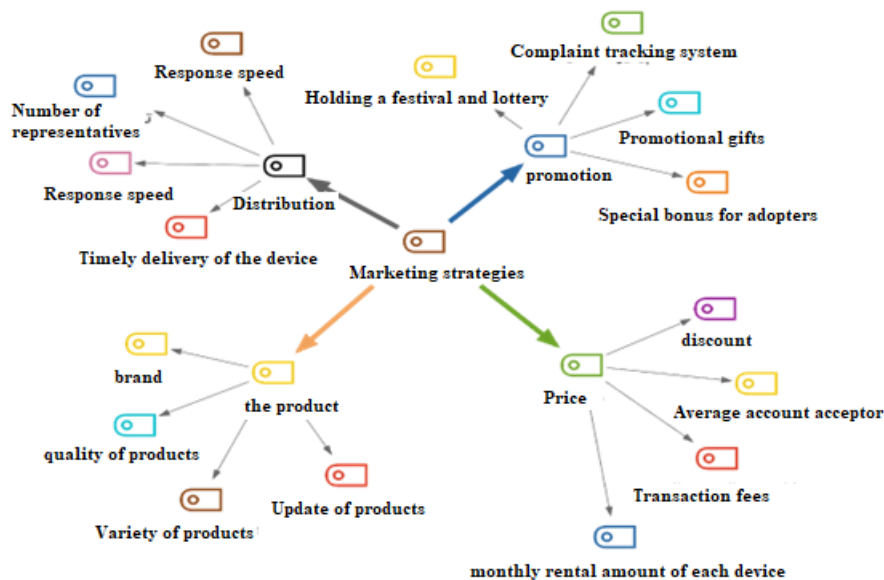 Complaint tracking system
Response speed
Holding a festival and lottery
Number of
representatives
Promotional gifts
promotion
Response speed
Distribution
Special bonus for adopters
Timely delivery of the device
Marketing strategies
discount
brand
the product
Price
Average account acceptor
quality of products
Transaction fees
Update of products
Variety of products
monthly rental amount of each device